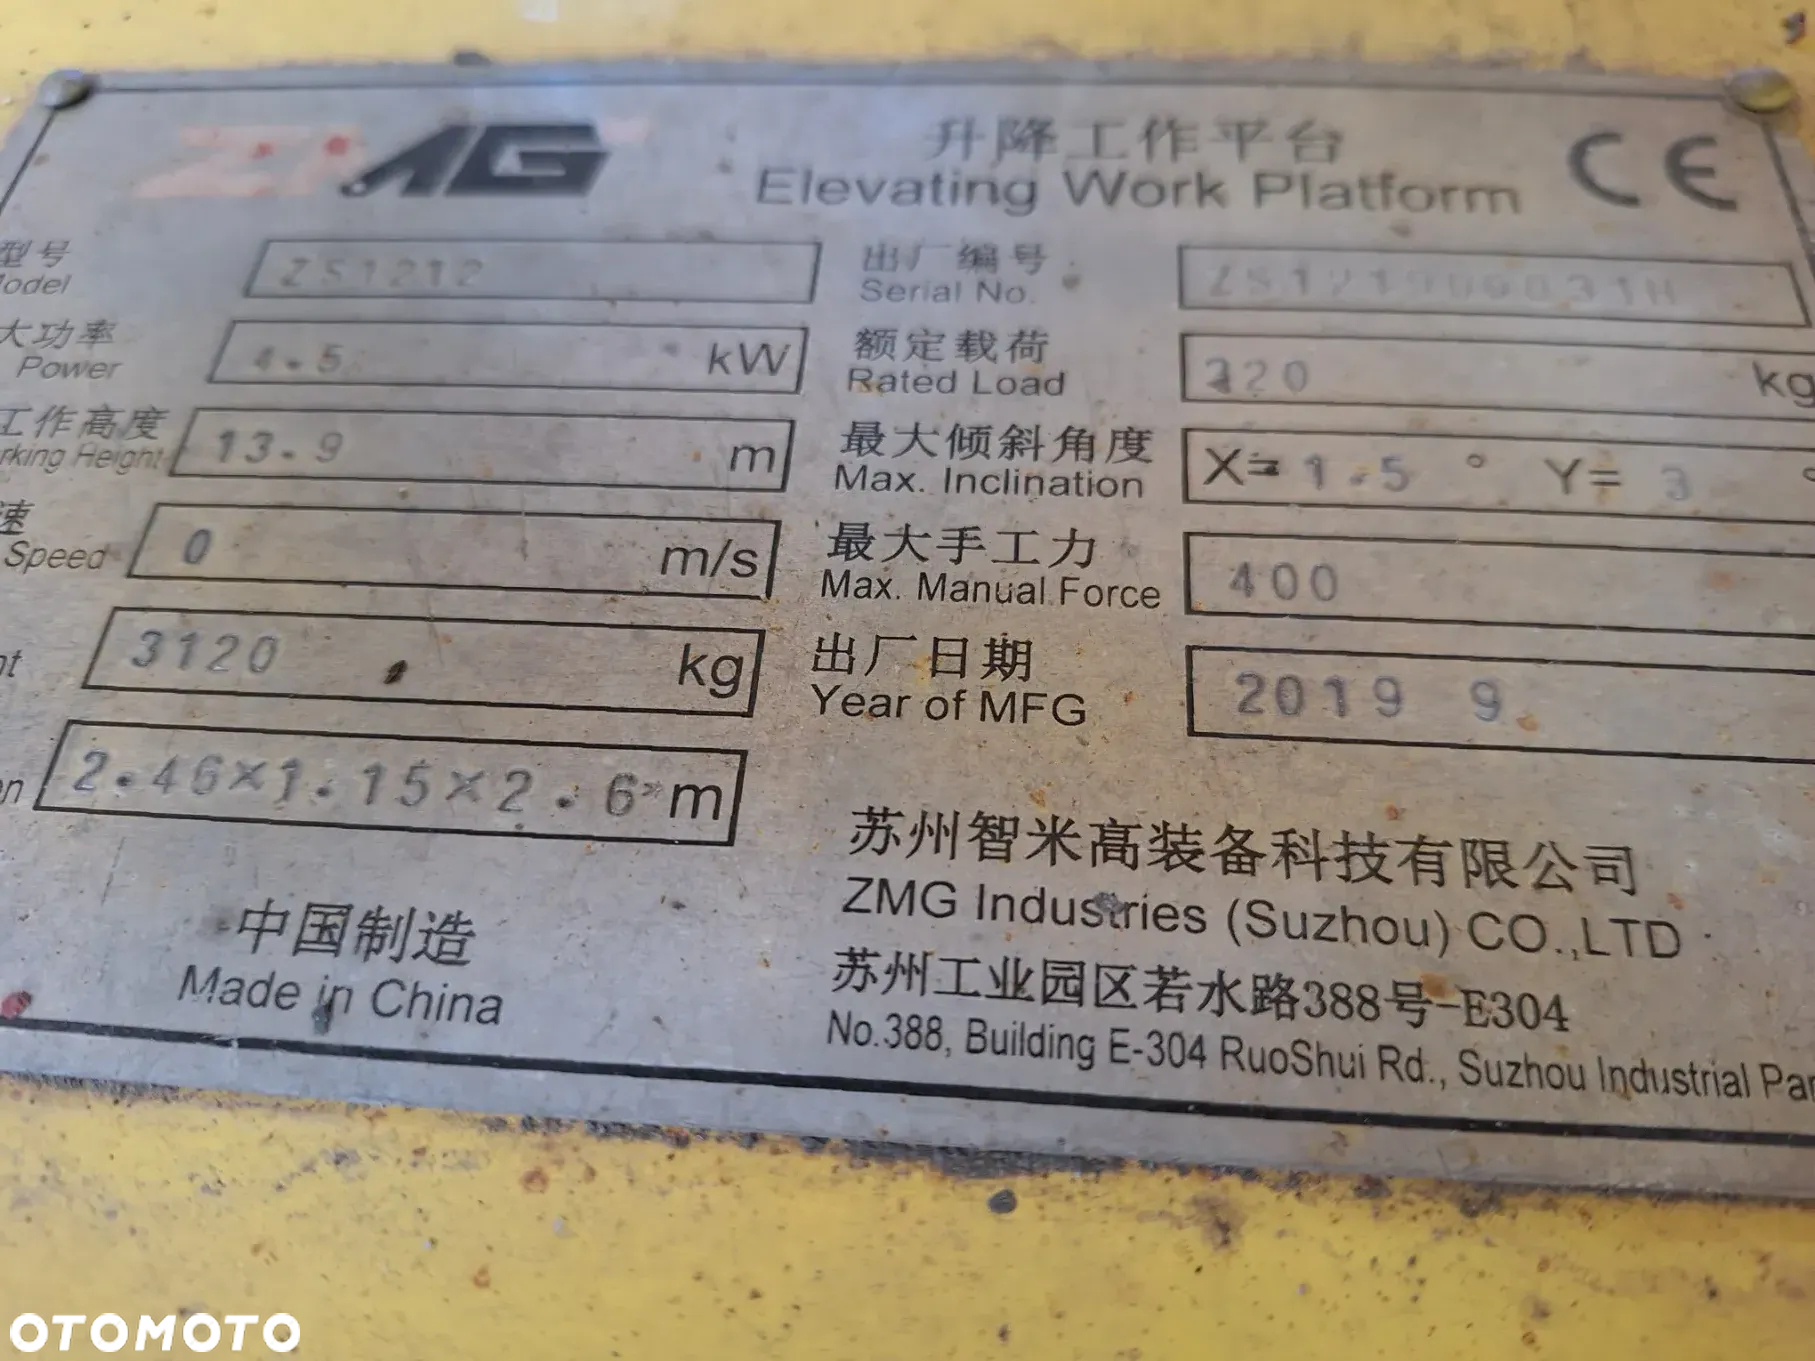 升降工作平台
Elevating Work Platform
CE
型号
Model
ZS1212
出厂编号
Serial No.
大功率
Power
4.5 kW
额定载荷
Rated Load
320 kg
工作高度
rking Height
13.9 m
最大倾斜角度
Max. Inclination
X= 1.5 ° Y= 3 °
速
Speed
0 m/s
最大手工力
Max. Manual Force
400
3120 kg
出厂日期
Year of MFG
2019 9
2.46×1.15×2.6 m
苏州智米高装备科技有限公司
ZMG Industries (Suzhou) CO.,LTD
中国制造
Made in China
苏州工业园区若水路388号-E304
No.388, Building E-304 RuoShui Rd., Suzhou Industrial Par
OTOMOTO